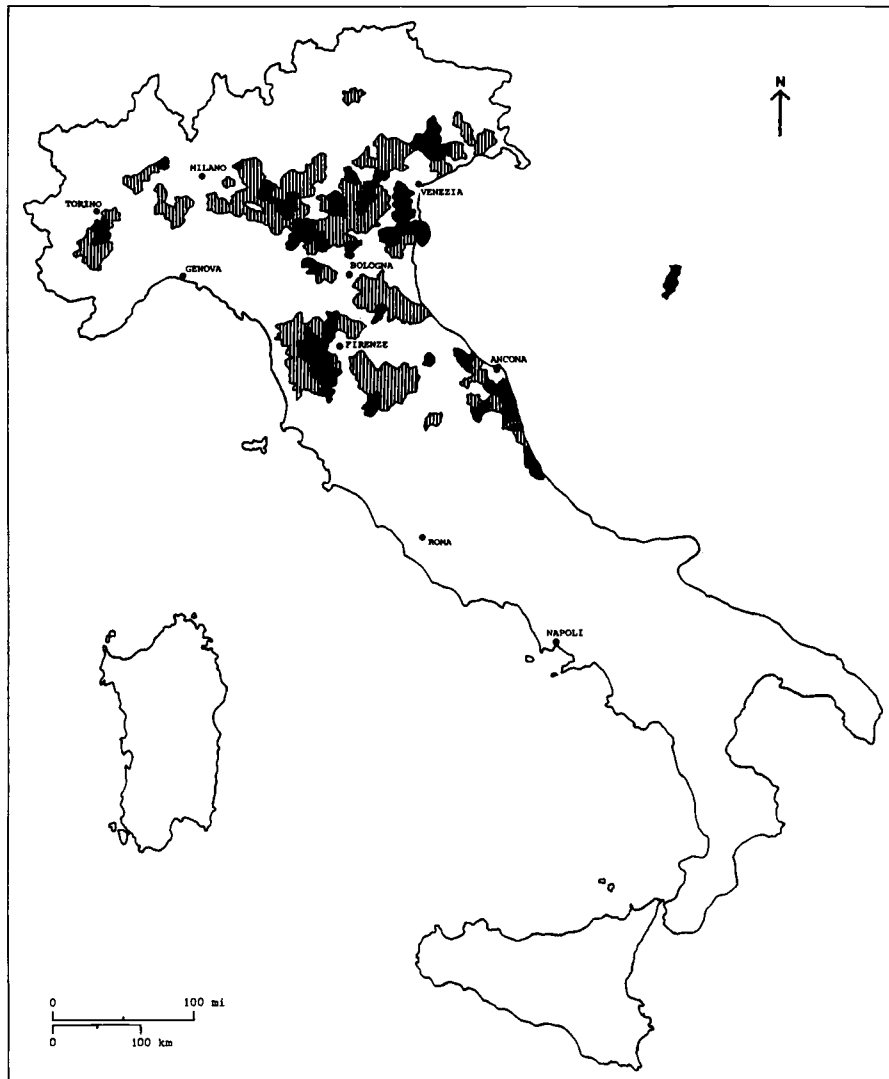 N
MILANO
VENEZIA
TORINO
GENOVA
BOLOGNA
FIRENZE
ANCONA
ROMA
NAPOLI
0 100 mi
0 100 km